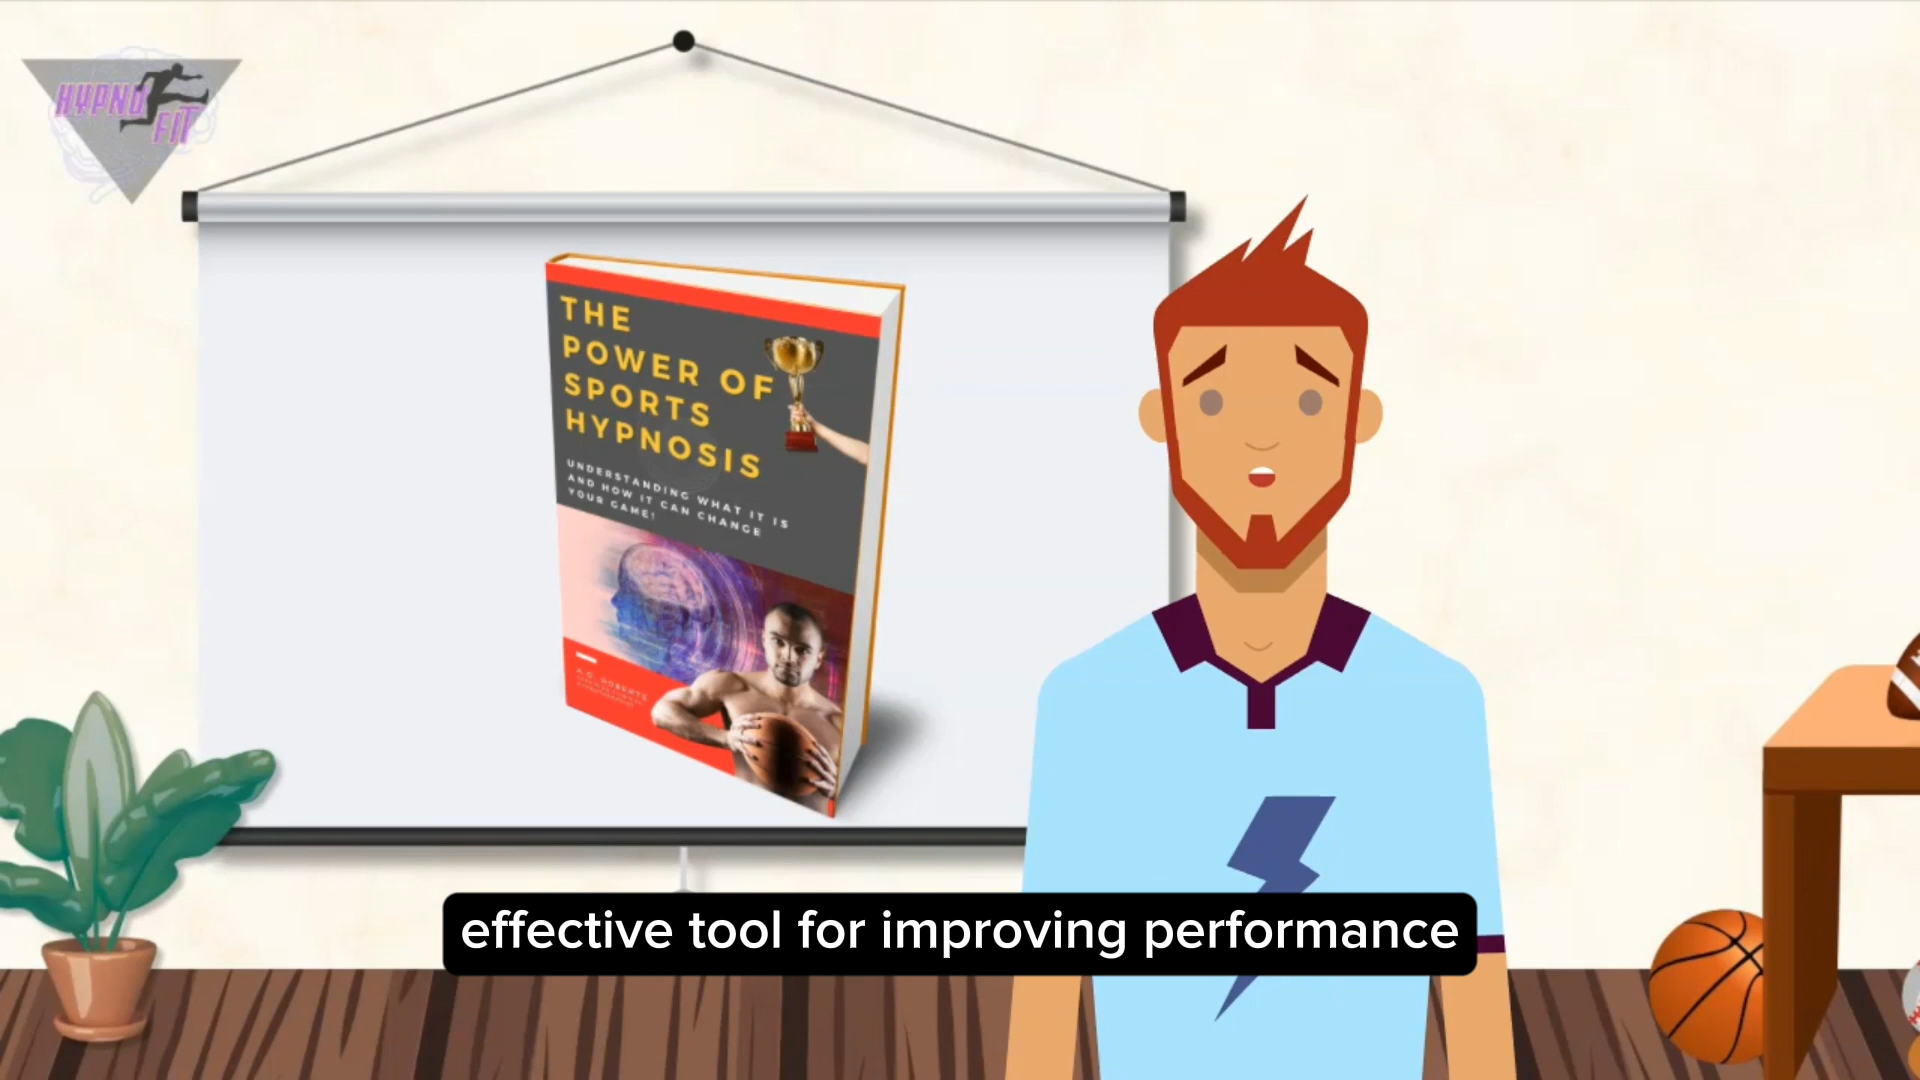 HYPNO
FIT
THE
POWER OF
SPORTS
HYPNOSIS
UNDERSTANDING WHAT IT IS
AND HOW IT CAN CHANGE
YOUR GAME!
A.G. ROBERTS
effective tool for improving performance